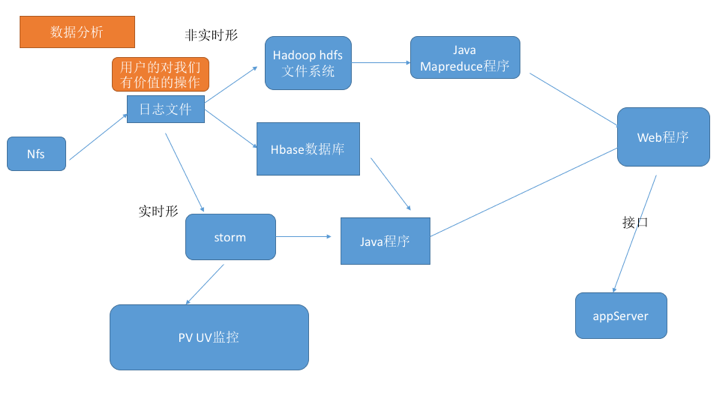 数据分析
非实时形
Hadoop hdfs
文件系统
Java
Mapreduce程序
用户的对我们
有价值的操作
日志文件
Nfs
Hbase数据库
Web程序
实时形
storm
Java程序
接口
PV UV监控
appServer